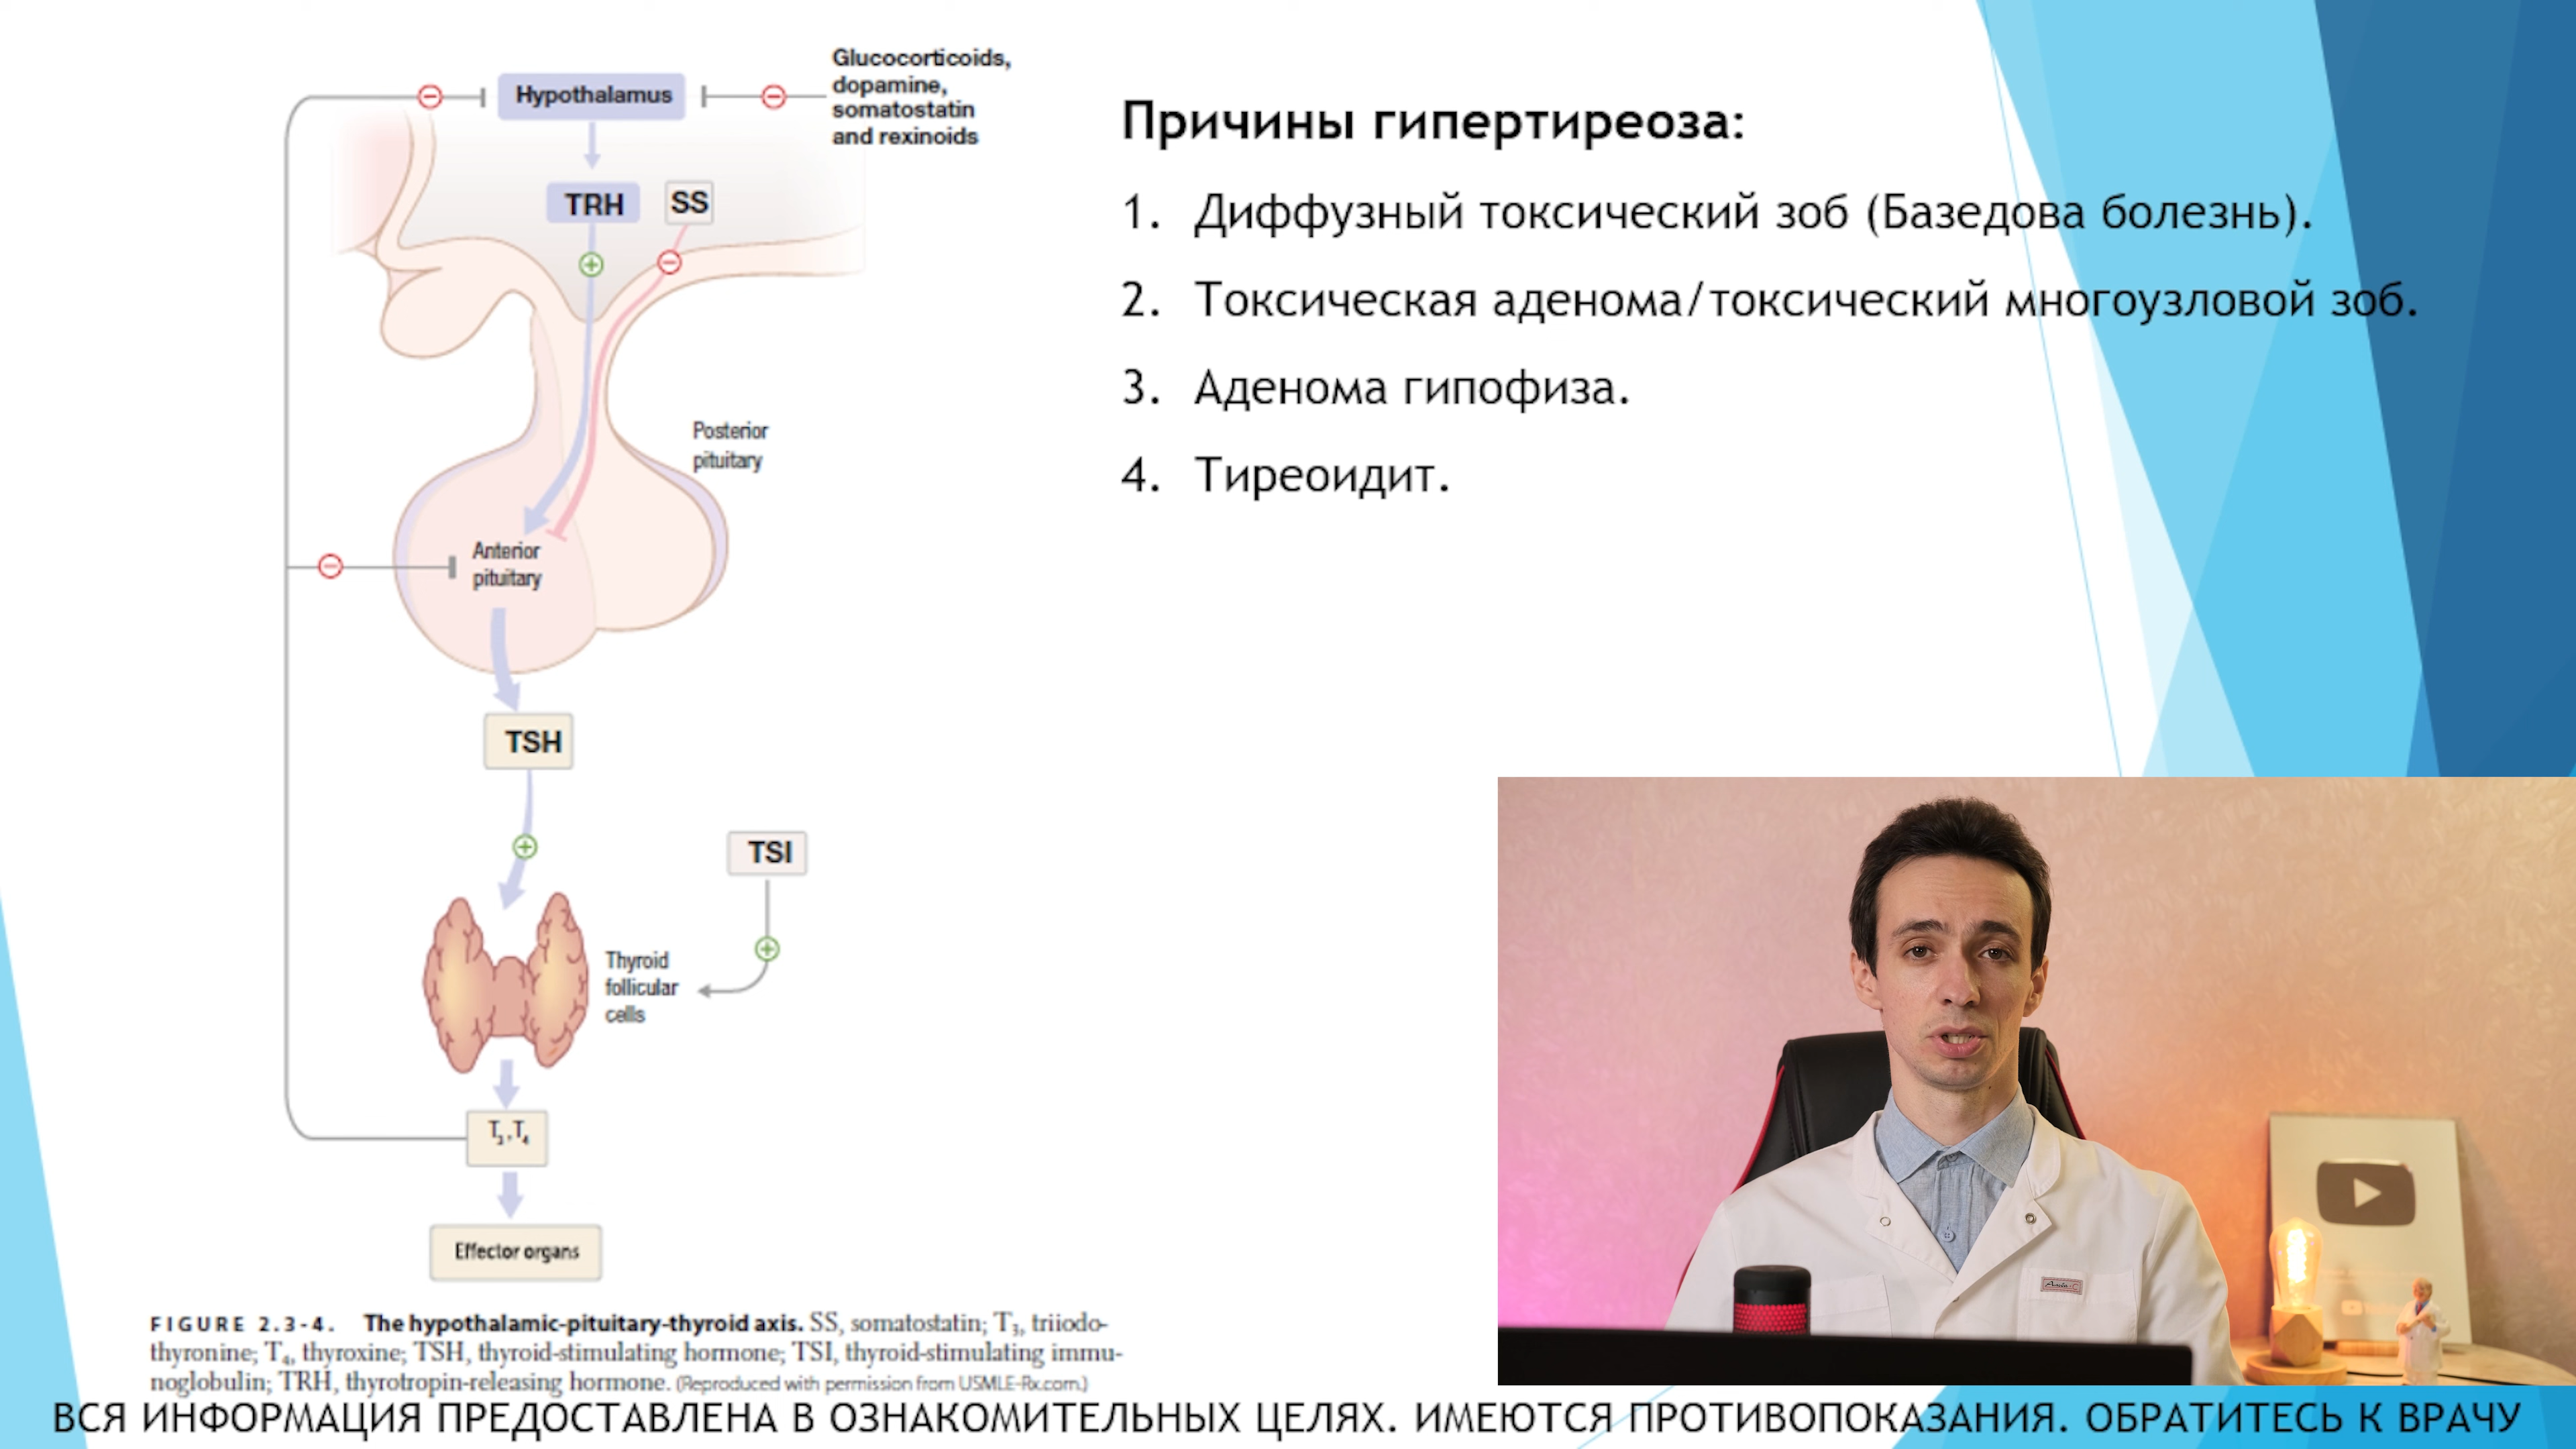 Glucocorticoids,
dopamine,
somatostatin
and rexinoids
Hypothalamus
TRH
SS
Posterior
pituitary
Anterior
pituitary
TSH
TSI
Thyroid
follicular
cells
T₃,T₄
Effector organs
FIGURE 2.3-4. The hypothalamic-pituitary-thyroid axis. SS, somatostatin; T₃, triiodo-
thyronine; T₄, thyroxine; TSH, thyroid-stimulating hormone; TSI, thyroid-stimulating immu-
noglobulin; TRH, thyrotropin-releasing hormone. (Reproduced with permission from USMLE-Rx.com.)
Причины гипертиреоза:
1. Диффузный токсический зоб (Базедова болезнь).
2. Токсическая аденома/токсический многоузловой зоб.
3. Аденома гипофиза.
4. Тиреоидит.
ВСЯ ИНФОРМАЦИЯ ПРЕДОСТАВЛЕНА В ОЗНАКОМИТЕЛЬНЫХ ЦЕЛЯХ. ИМЕЮТСЯ ПРОТИВОПОКАЗАНИЯ. ОБРАТИТЕСЬ К ВРАЧУ